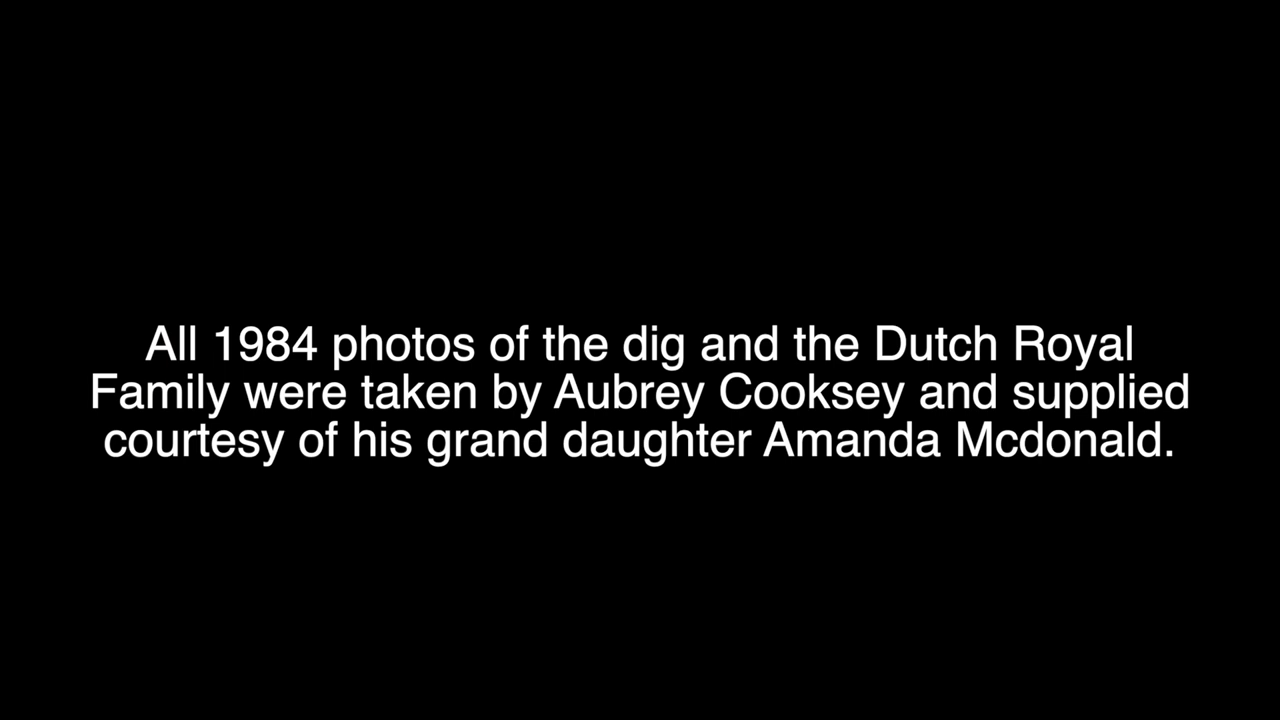 All 1984 photos of the dig and the Dutch Royal
Family were taken by Aubrey Cooksey and supplied
courtesy of his grand daughter Amanda Mcdonald.